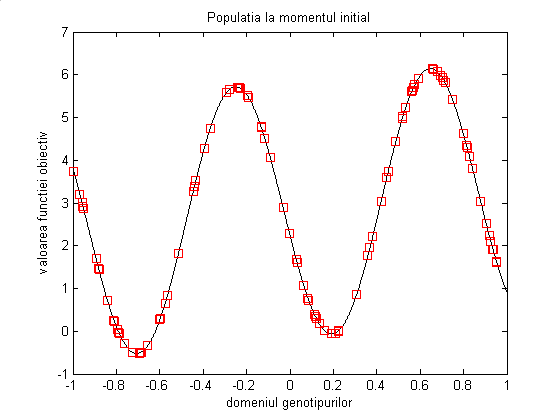 Populatia la momentul initial
valoarea functiei obiectiv
7
6
5
4
3
2
1
0
-1
-1 -0.8 -0.6 -0.4 -0.2 0 0.2 0.4 0.6 0.8 1
domeniul genotipurilor